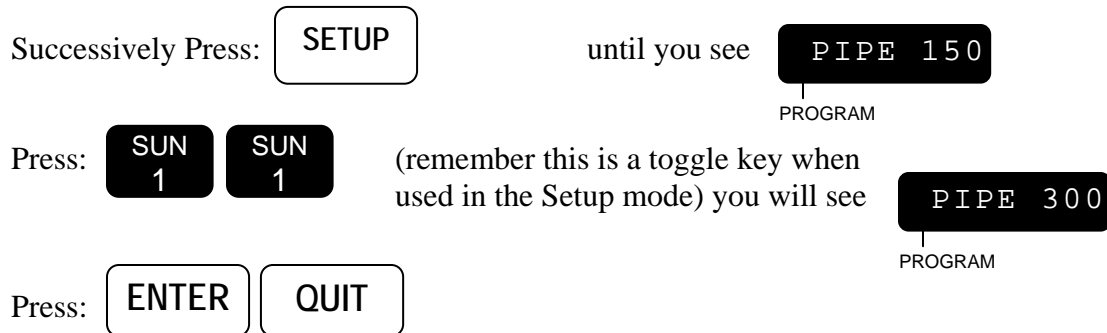 Successively Press: SETUP until you see PIPE 150
PROGRAM
Press: SUN 1 SUN 1 (remember this is a toggle key when
used in the Setup mode) you will see PIPE 300
PROGRAM
Press: ENTER QUIT